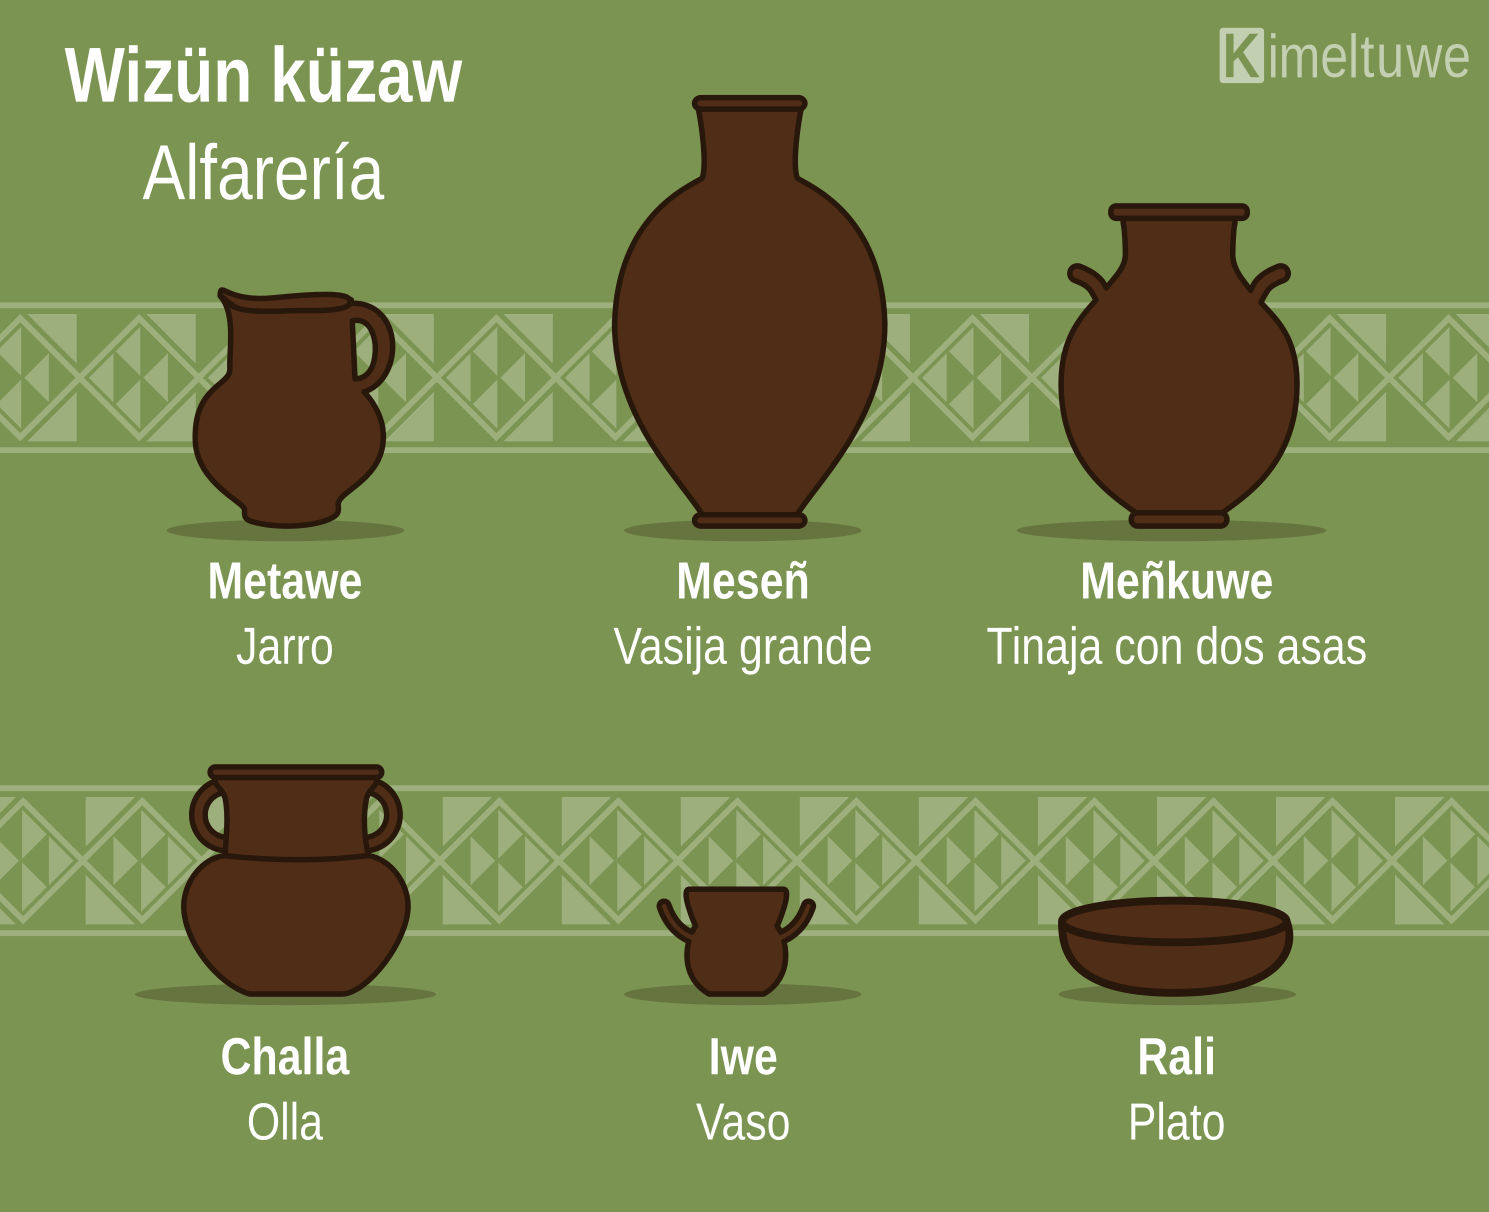 Wizün küzaw
Alfarería
Kimeltuwe
Metawe
Jarro
Meseñ
Vasija grande
Meñkuwe
Tinaja con dos asas
Challa
Olla
Iwe
Vaso
Rali
Plato